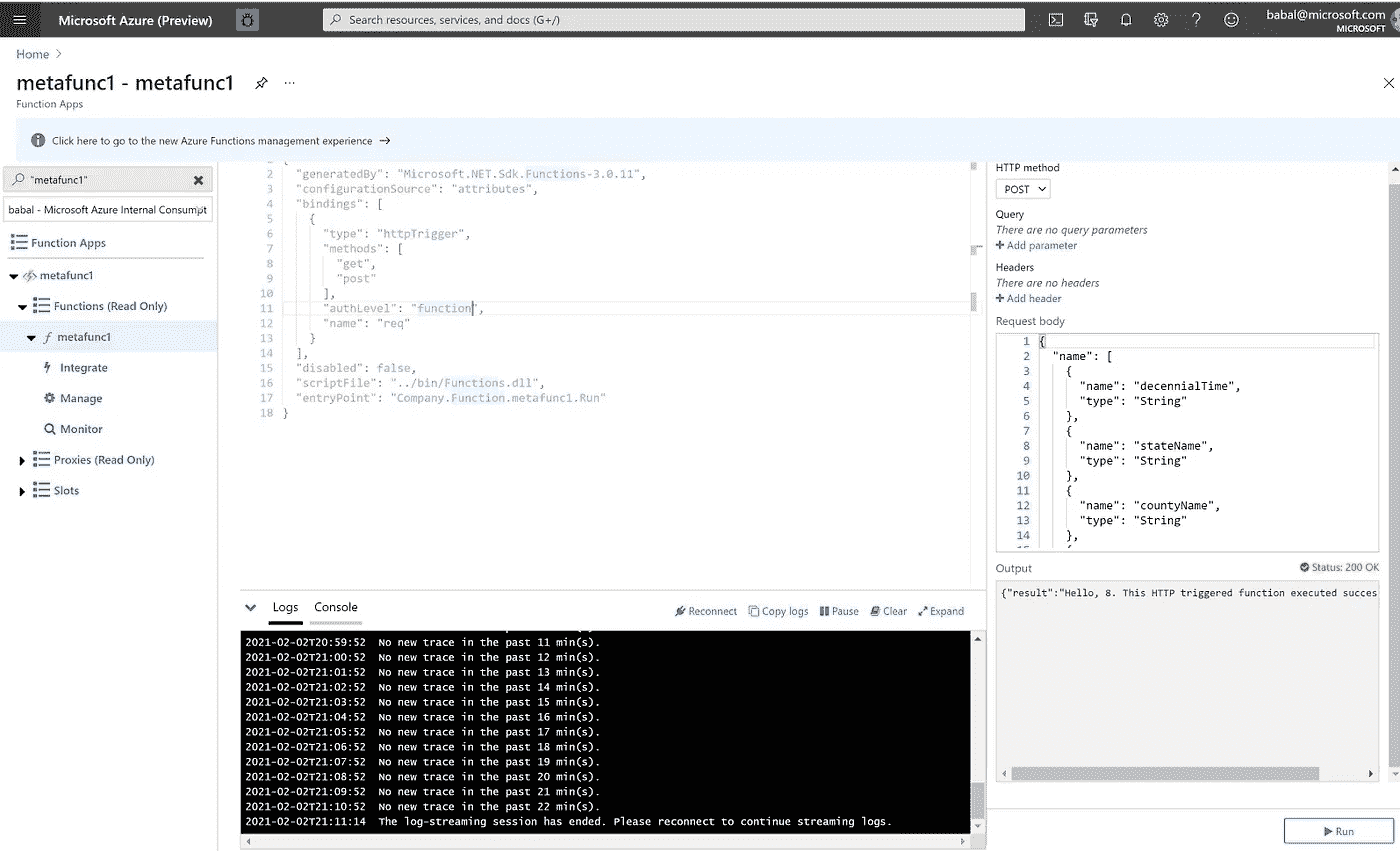 Microsoft Azure (Preview)
Search resources, services, and docs (G+/)
babal@microsoft.com
MICROSOFT
Home
metafunc1 - metafunc1
...
Function Apps
Click here to go to the new Azure Functions management experience →
"metafunc1"
babal - Microsoft Azure Internal Consumpt
Function Apps
metafunc1
Functions (Read Only)
metafunc1
Integrate
Manage
Monitor
Proxies (Read Only)
Slots
2 "generatedBy": "Microsoft.NET.Sdk.Functions-3.0.11",
3 "configurationSource": "attributes",
4 "bindings": [
5 {
6 "type": "httpTrigger",
7 "methods": [
8 "get",
9 "post"
10 ],
11 "authLevel": "function",
12 "name": "req"
13 }
14 ],
15 "disabled": false,
16 "scriptFile": "../bin/Functions.dll",
17 "entryPoint": "Company.Function.metafunc1.Run"
18 }
Logs
Console
Reconnect
Copy logs
Pause
Clear
Expand
2021-02-02T20:59:52 No new trace in the past 11 min(s).
2021-02-02T21:00:52 No new trace in the past 12 min(s).
2021-02-02T21:01:52 No new trace in the past 13 min(s).
2021-02-02T21:02:52 No new trace in the past 14 min(s).
2021-02-02T21:03:52 No new trace in the past 15 min(s).
2021-02-02T21:04:52 No new trace in the past 16 min(s).
2021-02-02T21:05:52 No new trace in the past 17 min(s).
2021-02-02T21:06:52 No new trace in the past 18 min(s).
2021-02-02T21:07:52 No new trace in the past 19 min(s).
2021-02-02T21:08:52 No new trace in the past 20 min(s).
2021-02-02T21:09:52 No new trace in the past 21 min(s).
2021-02-02T21:10:52 No new trace in the past 22 min(s).
2021-02-02T21:11:14 The log-streaming session has ended. Please reconnect to continue streaming logs.
HTTP method
POST
Query
There are no query parameters
+ Add parameter
Headers
There are no headers
+ Add header
Request body
1 {
2 "name": [
3 {
4 "name": "decennialTime",
5 "type": "String"
6 },
7 {
8 "name": "stateName",
9 "type": "String"
10 },
11 {
12 "name": "countyName",
13 "type": "String"
14 },
Output
Status: 200 OK
{"result":"Hello, 8. This HTTP triggered function executed succes
Run